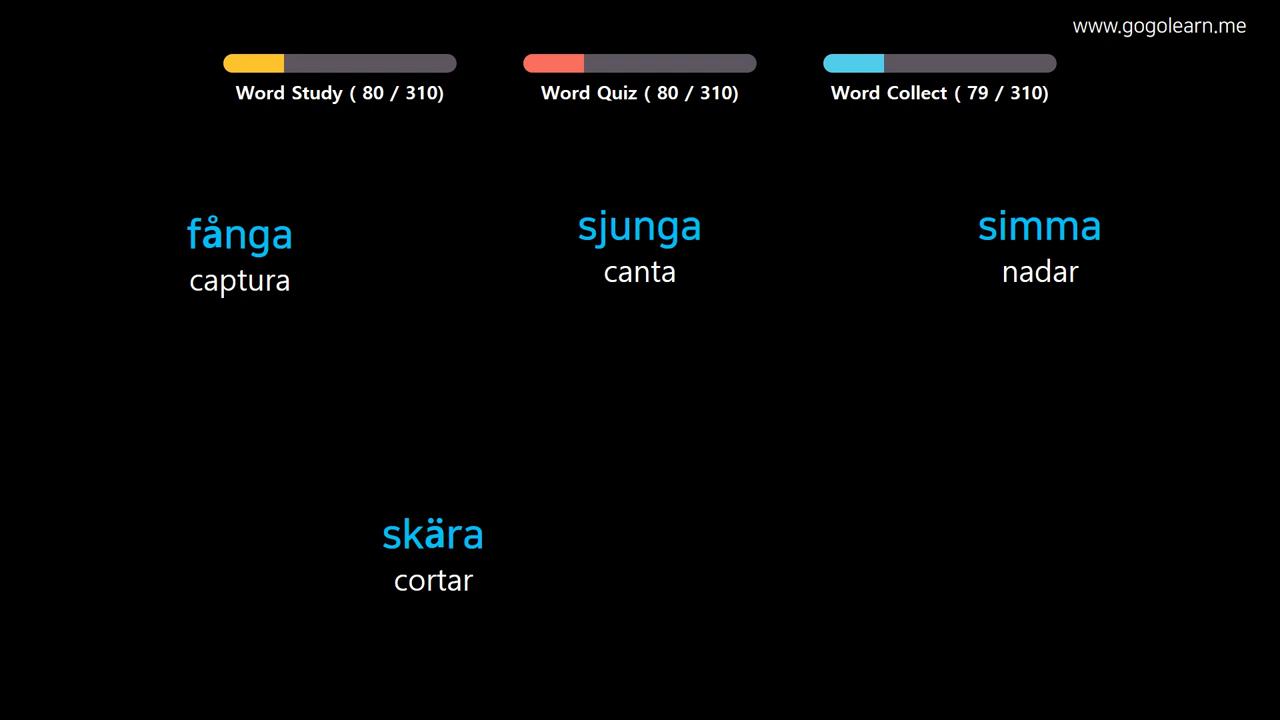 www.gogolearn.me
Word Study ( 80 / 310)
Word Quiz ( 80 / 310)
Word Collect ( 79 / 310)
fånga
captura
sjunga
canta
simma
nadar
skära
cortar